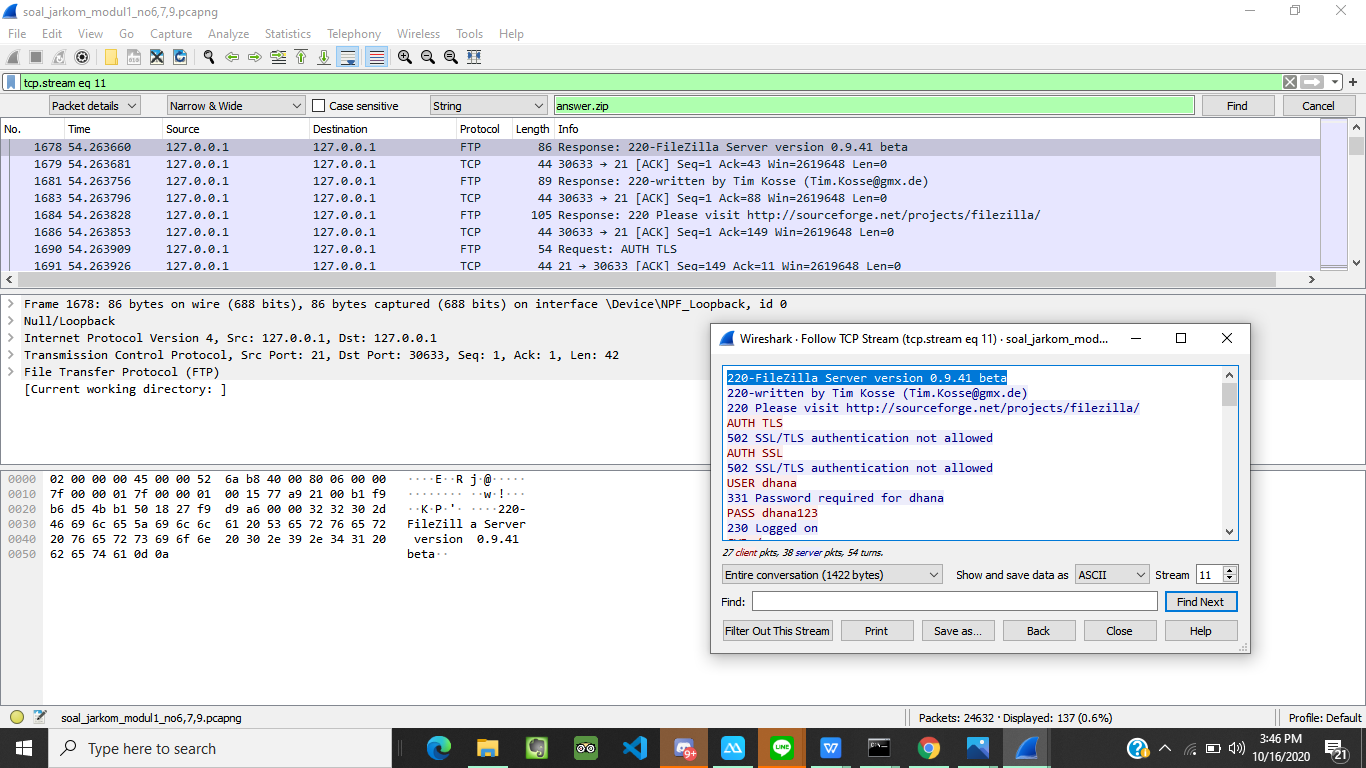 soal_jarkom_modul1_no6,7,9.pcapng
File Edit View Go Capture Analyze Statistics Telephony Wireless Tools Help
tcp.stream eq 11
Packet details Narrow & Wide Case sensitive String answer.zip Find Cancel
No. Time Source Destination Protocol Length Info
1678 54.263660 127.0.0.1 127.0.0.1 FTP 86 Response: 220-FileZilla Server version 0.9.41 beta
1679 54.263681 127.0.0.1 127.0.0.1 TCP 44 30633 → 21 [ACK] Seq=1 Ack=43 Win=2619648 Len=0
1681 54.263756 127.0.0.1 127.0.0.1 FTP 89 Response: 220-written by Tim Kosse (Tim.Kosse@gmx.de)
1683 54.263796 127.0.0.1 127.0.0.1 TCP 44 30633 → 21 [ACK] Seq=1 Ack=88 Win=2619648 Len=0
1684 54.263828 127.0.0.1 127.0.0.1 FTP 105 Response: 220 Please visit http://sourceforge.net/projects/filezilla/
1686 54.263853 127.0.0.1 127.0.0.1 TCP 44 30633 → 21 [ACK] Seq=1 Ack=149 Win=2619648 Len=0
1690 54.263909 127.0.0.1 127.0.0.1 FTP 54 Request: AUTH TLS
1691 54.263926 127.0.0.1 127.0.0.1 TCP 44 21 → 30633 [ACK] Seq=149 Ack=11 Win=2619648 Len=0
Frame 1678: 86 bytes on wire (688 bits), 86 bytes captured (688 bits) on interface \Device\NPF_Loopback, id 0
Null/Loopback
Internet Protocol Version 4, Src: 127.0.0.1, Dst: 127.0.0.1
Transmission Control Protocol, Src Port: 21, Dst Port: 30633, Seq: 1, Ack: 1, Len: 42
File Transfer Protocol (FTP)
[Current working directory: ]
0000 02 00 00 00 45 00 00 52 6a b8 40 00 80 06 00 00 ····E··R j·@·····
0010 7f 00 00 01 7f 00 00 01 00 15 77 a9 21 00 b1 f9 ········ ··w·!···
0020 b6 d5 4b b1 50 18 27 f9 d9 a6 00 00 32 32 30 2d ··K·P·'· ····220-
0030 46 69 6c 65 5a 69 6c 6c 61 20 53 65 72 76 65 72 FileZill a Server
0040 20 76 65 72 73 69 6f 6e 20 30 2e 39 2e 34 31 20 version 0.9.41
0050 62 65 74 61 0d 0a beta··
Wireshark · Follow TCP Stream (tcp.stream eq 11) · soal_jarkom_mod...
220-FileZilla Server version 0.9.41 beta
220-written by Tim Kosse (Tim.Kosse@gmx.de)
220 Please visit http://sourceforge.net/projects/filezilla/
AUTH TLS
502 SSL/TLS authentication not allowed
AUTH SSL
502 SSL/TLS authentication not allowed
USER dhana
331 Password required for dhana
PASS dhana123
230 Logged on
27 client pkts, 38 server pkts, 54 turns.
Entire conversation (1422 bytes) Show and save data as ASCII Stream 11
Find: Find Next
Filter Out This Stream Print Save as... Back Close Help
soal_jarkom_modul1_no6,7,9.pcapng Packets: 24632 · Displayed: 137 (0.6%) Profile: Default
Type here to search
9+
LINE
3:46 PM
10/16/2020
21